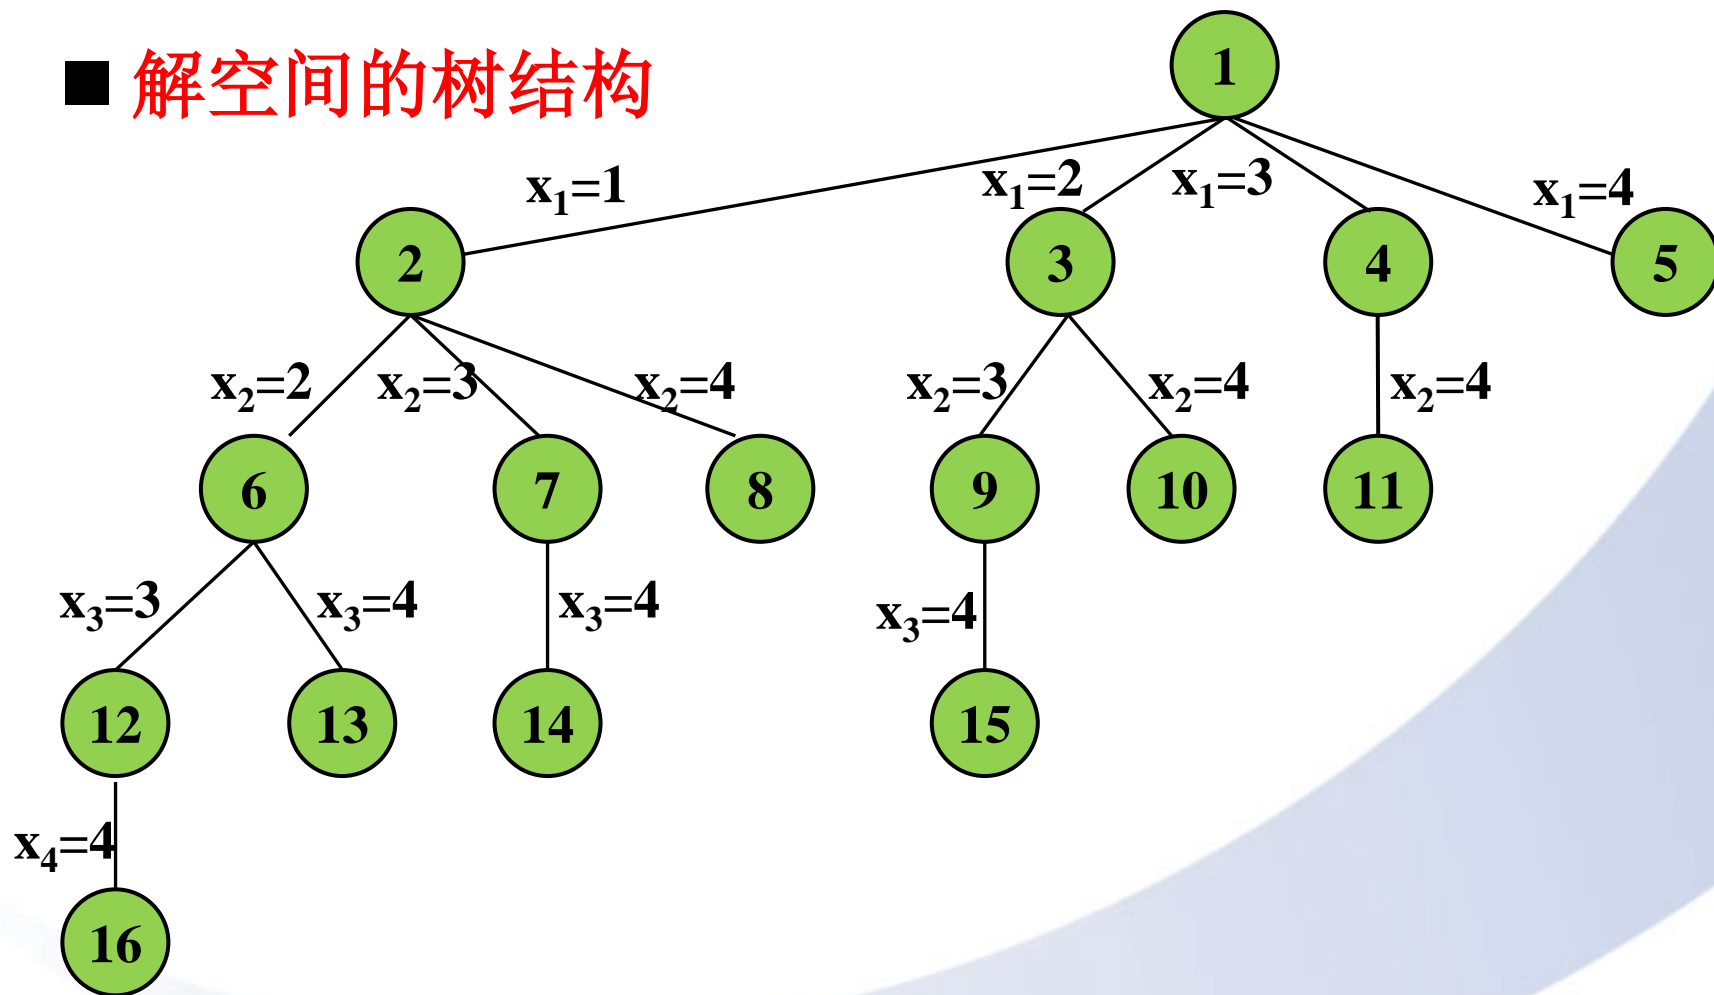 ■ 解空间的树结构
1
x₁=1 x₁=2 x₁=3 x₁=4
2 3 4 5
x₂=2 x₂=3 x₂=4 x₂=3 x₂=4 x₂=4
6 7 8 9 10 11
x₃=3 x₃=4 x₃=4 x₃=4
12 13 14 15
x₄=4
16